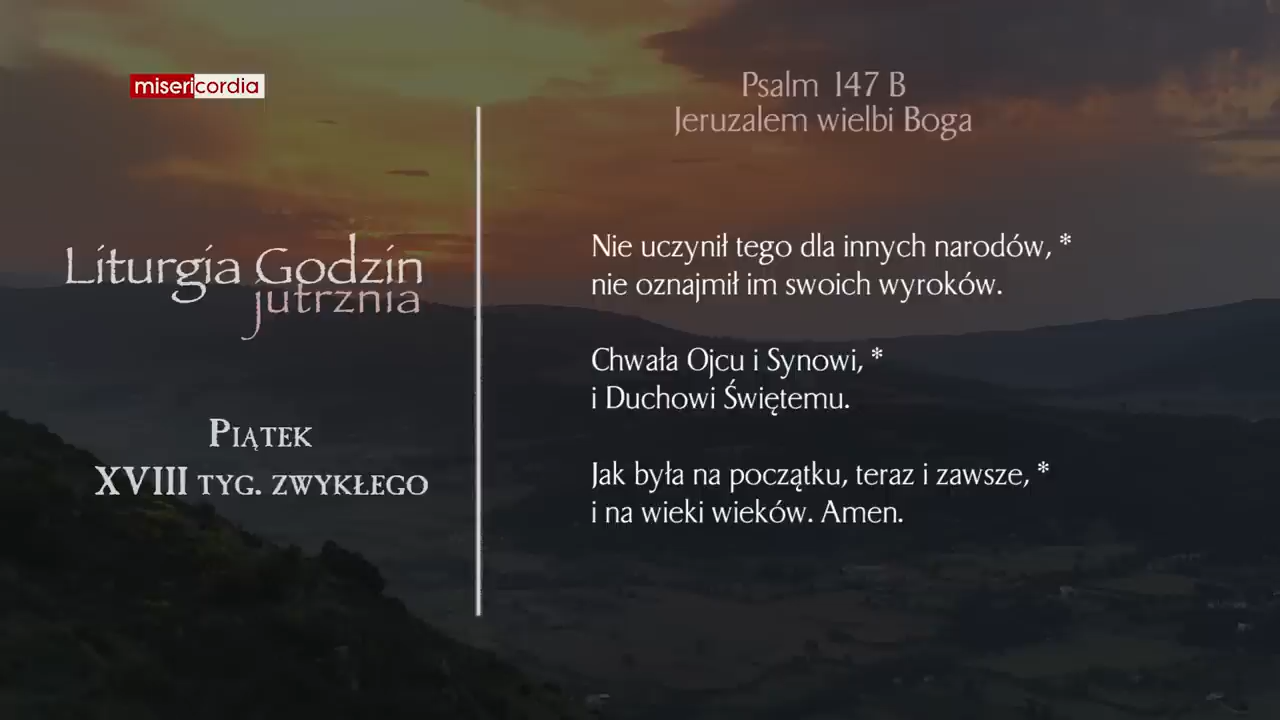 misericordia
Liturgia Godzin
jutrznia
Piątek
XVIII tyg. zwykłego
Psalm 147 B
Jeruzalem wielbi Boga
Nie uczynił tego dla innych narodów, *
nie oznajmił im swoich wyroków.
Chwała Ojcu i Synowi, *
i Duchowi Świętemu.
Jak była na początku, teraz i zawsze, *
i na wieki wieków. Amen.